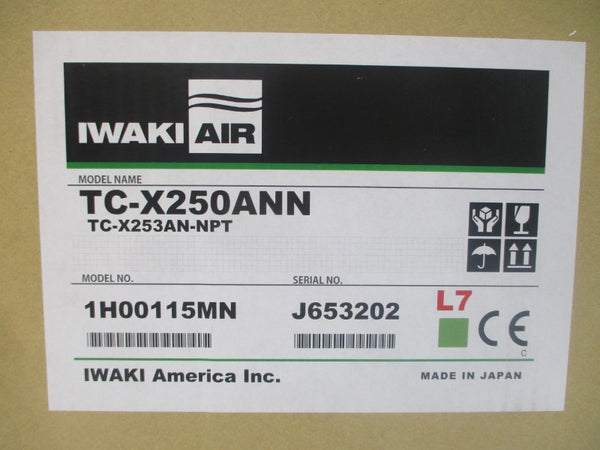 IWAKI AIR
MODEL NAME
TC-X250ANN
TC-X253AN-NPT
MODEL NO.
SERIAL NO.
1H00115MN
J653202
L7
CE
C
IWAKI America Inc.
MADE IN JAPAN